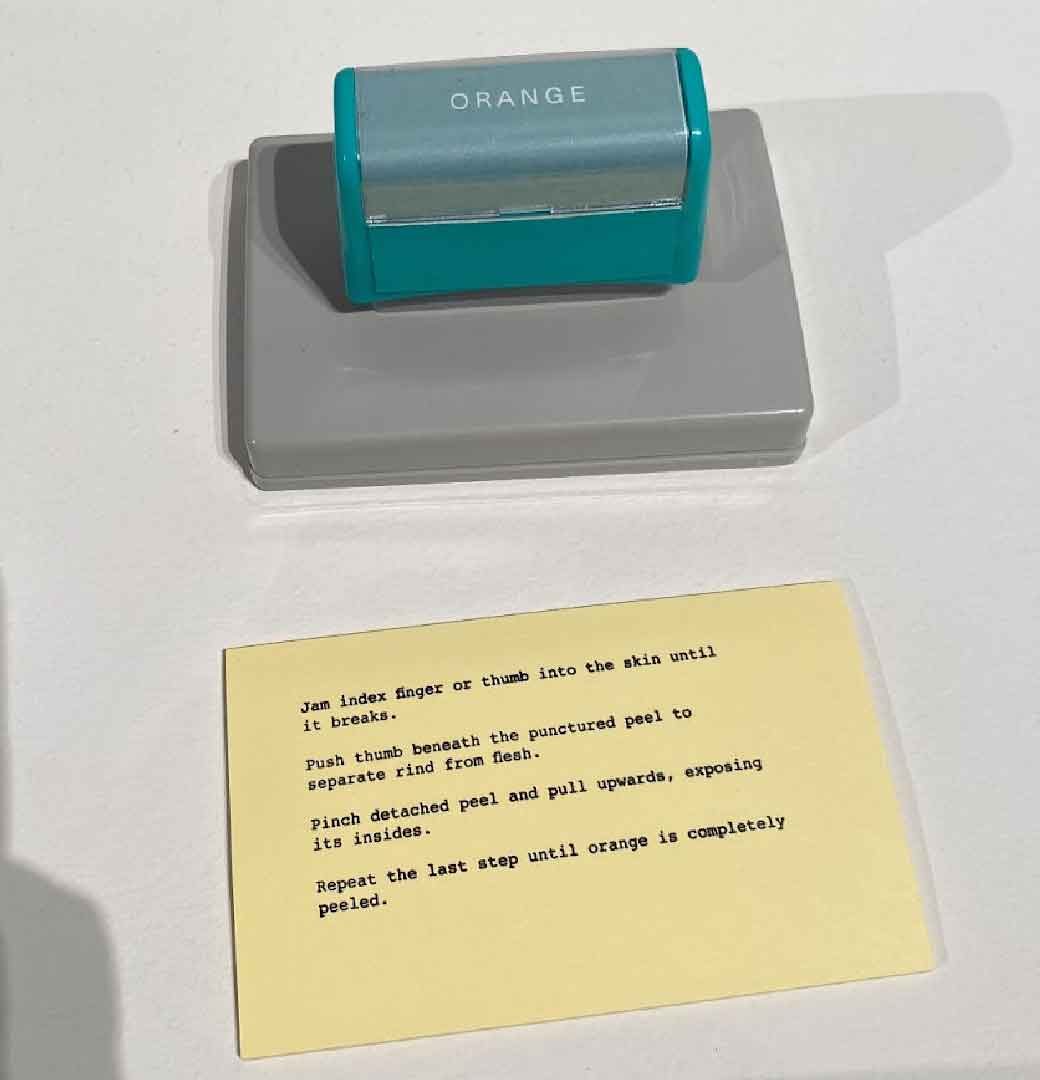 ORANGE
Jam index finger or thumb into the skin until
it breaks.
Push thumb beneath the punctured peel to
separate rind from flesh.
Pinch detached peel and pull upwards, exposing
its insides.
Repeat the last step until orange is completely
peeled.